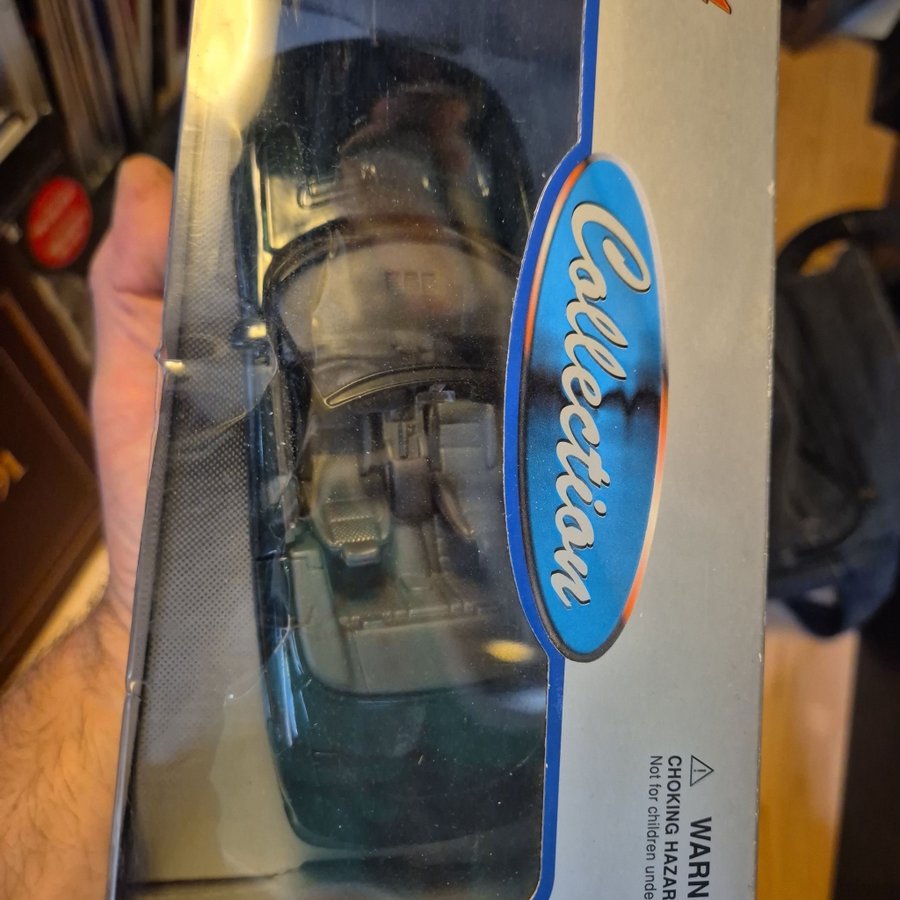 Collection
⚠ WARN
CHOKING HAZAR
Not for children unde